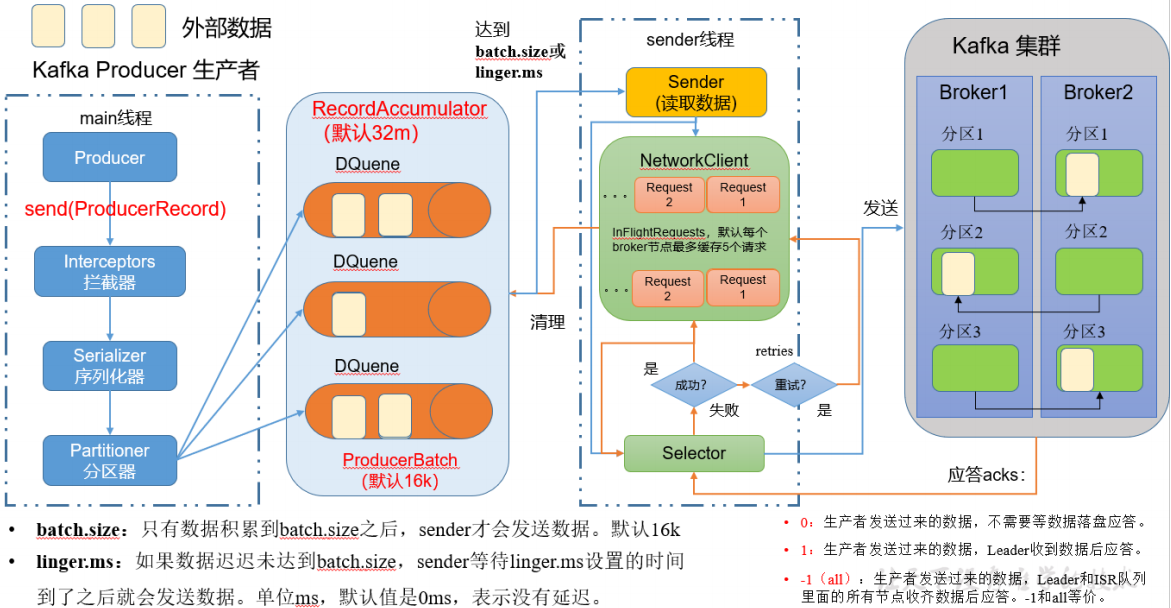 外部数据
Kafka Producer 生产者
main线程
Producer
send(ProducerRecord)
Interceptors
拦截器
Serializer
序列化器
Partitioner
分区器
RecordAccumulator
(默认32m)
DQuene
DQuene
DQuene
ProducerBatch
(默认16k)
达到
batch.size或
linger.ms
sender线程
Sender
(读取数据)
NetworkClient
...
Request
2
Request
1
InFlightRequests，默认每个
broker节点最多缓存5个请求
...
Request
2
Request
1
清理
是
成功?
失败
retries
重试?
是
Selector
发送
Kafka 集群
Broker1
Broker2
分区1
分区1
分区2
分区2
分区3
分区3
应答acks：
• batch.size：只有数据积累到batch.size之后，sender才会发送数据。默认16k
• linger.ms：如果数据迟迟未达到batch.size，sender等待linger.ms设置的时间
到了之后就会发送数据。单位ms，默认值是0ms，表示没有延迟。
• 0：生产者发送过来的数据，不需要等数据落盘应答。
• 1：生产者发送过来的数据，Leader收到数据后应答。
• -1（all）：生产者发送过来的数据，Leader和ISR队列
里面的所有节点收齐数据后应答。-1和all等价。